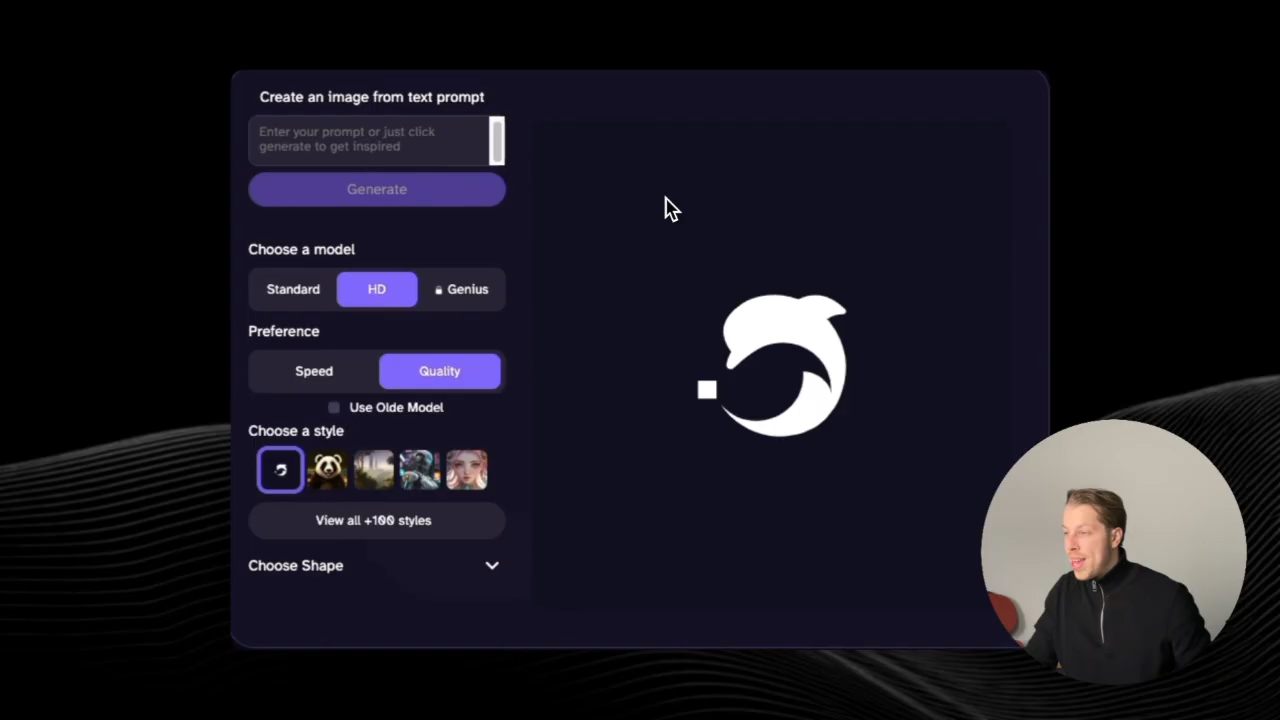 Create an image from text prompt
Enter your prompt or just click
generate to get inspired
Generate
Choose a model
Standard
HD
Genius
Preference
Speed
Quality
Use Olde Model
Choose a style
View all +100 styles
Choose Shape